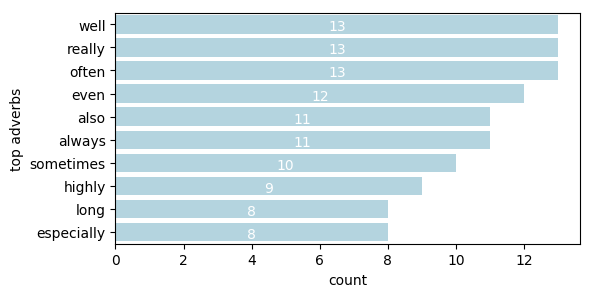 well 13
really 13
often 13
even 12
also 11
always 11
sometimes 10
highly 9
long 8
especially 8
top adverbs
0 2 4 6 8 10 12
count